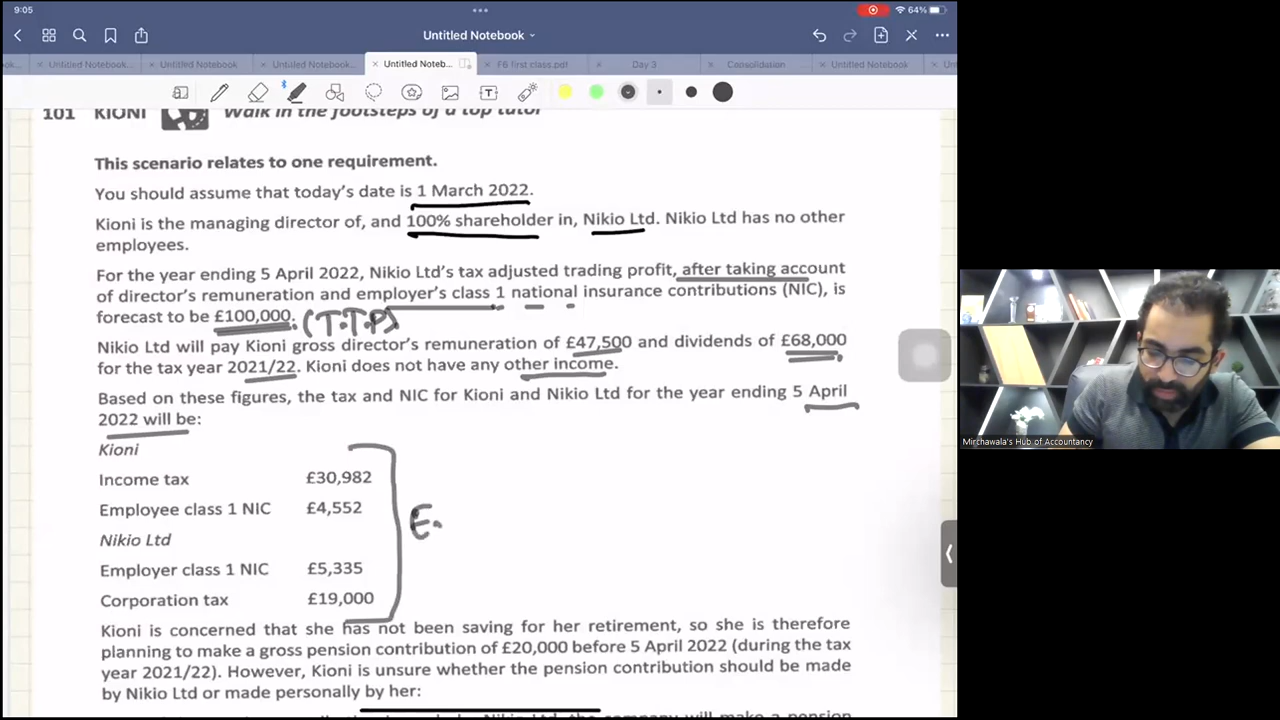 9:05
64%
Untitled Notebook
Untitled Notebook...
Untitled Notebook
Untitled Notebook...
Untitled Noteb...
F6 first class.pdf
Day 3
Consolidation
Untitled Notebook
101 KIONI Walk in the footsteps of a top tutor
This scenario relates to one requirement.
You should assume that today's date is 1 March 2022.
Kioni is the managing director of, and 100% shareholder in, Nikio Ltd. Nikio Ltd has no other
employees.
For the year ending 5 April 2022, Nikio Ltd's tax adjusted trading profit, after taking account
of director's remuneration and employer's class 1 national insurance contributions (NIC), is
forecast to be £100,000. (T.T.P)
Nikio Ltd will pay Kioni gross director's remuneration of £47,500 and dividends of £68,000
for the tax year 2021/22. Kioni does not have any other income.
Based on these figures, the tax and NIC for Kioni and Nikio Ltd for the year ending 5 April
2022 will be:
Kioni
Income tax £30,982
Employee class 1 NIC £4,552
E.
Nikio Ltd
Employer class 1 NIC £5,335
Corporation tax £19,000
Kioni is concerned that she has not been saving for her retirement, so she is therefore
planning to make a gross pension contribution of £20,000 before 5 April 2022 (during the tax
year 2021/22). However, Kioni is unsure whether the pension contribution should be made
by Nikio Ltd or made personally by her:
Mirchawala's Hub of Accountancy